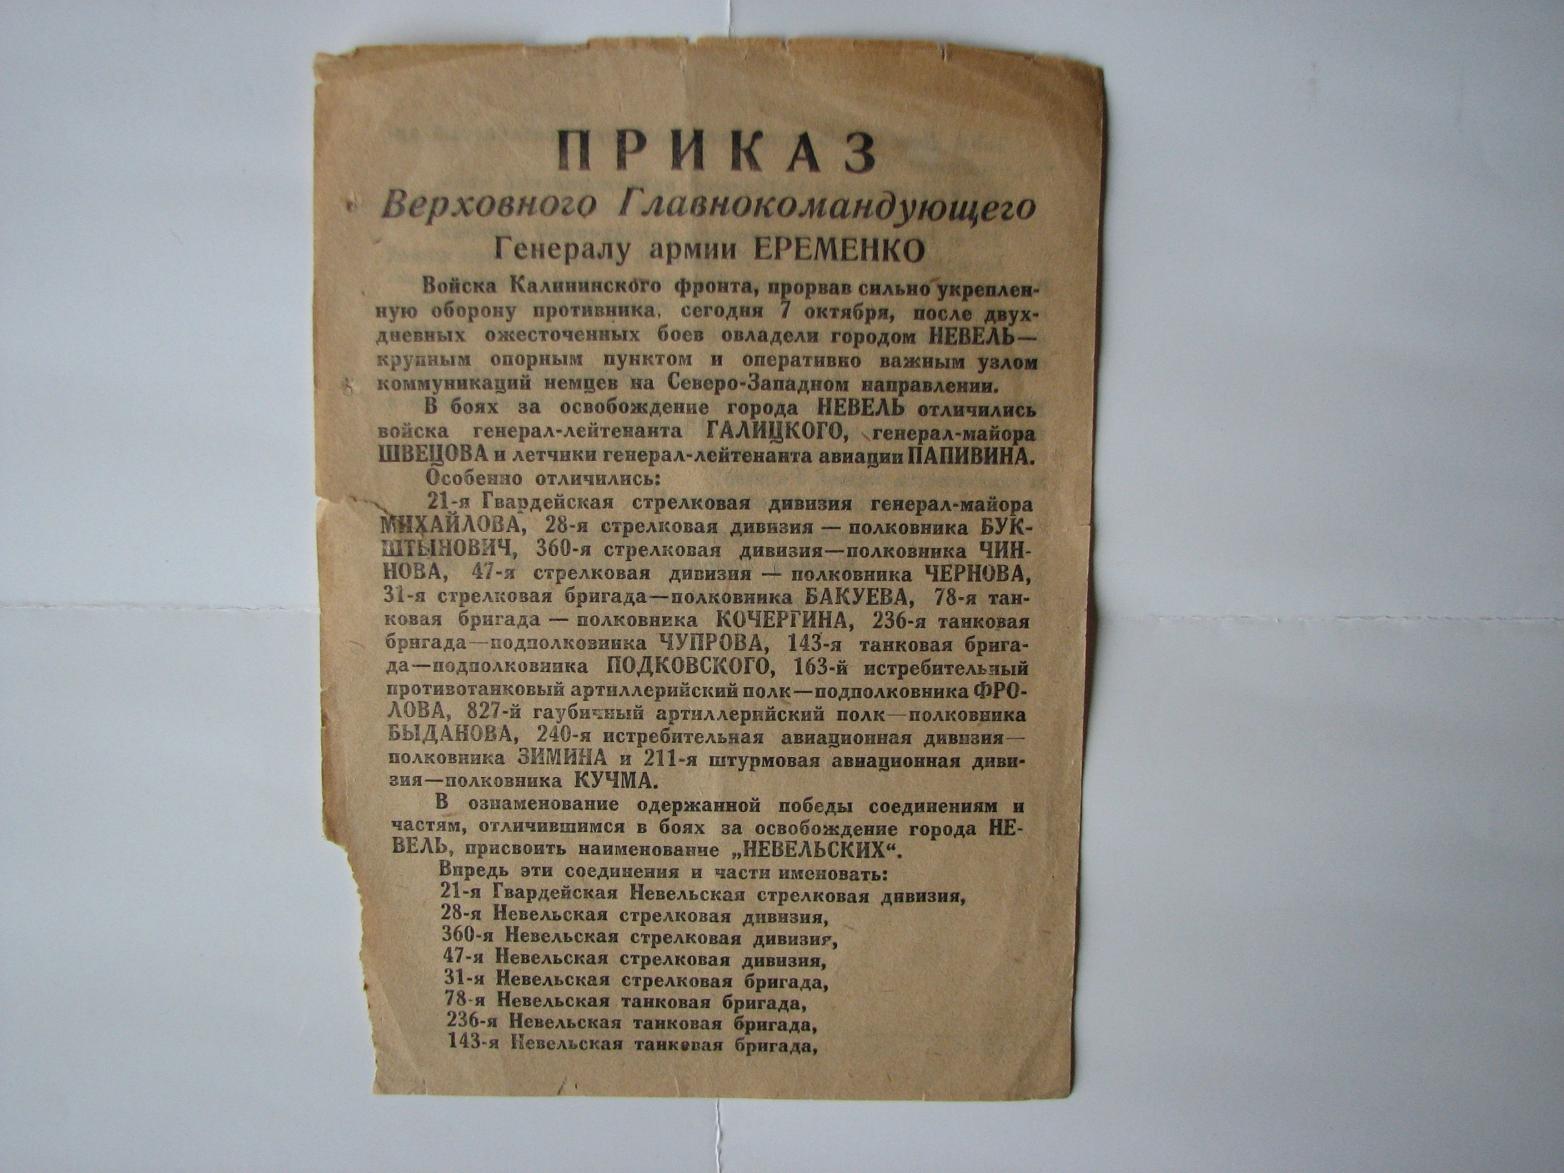 ПРИКАЗ
Верховного Главнокомандующего
Генералу армии ЕРЕМЕНКО
Войска Калининского фронта, прорвав сильно укреплен-
ную оборону противника, сегодня 7 октября, после двух-
дневных ожесточенных боев овладели городом НЕВЕЛЬ—
крупным опорным пунктом и оперативно важным узлом
коммуникаций немцев на Северо-Западном направлении.
В боях за освобождение города НЕВЕЛЬ отличились
войска генерал-лейтенанта ГАЛИЦКОГО, генерал-майора
ШВЕЦОВА и летчики генерал-лейтенанта авиации ПАПИВИНА.
Особенно отличились:
21-я Гвардейская стрелковая дивизия генерал-майора
МИХАЙЛОВА, 28-я стрелковая дивизия — полковника БУК-
ШТЫНОВИЧ, 360-я стрелковая дивизия—полковника ЧИН-
НОВА, 47-я стрелковая дивизия — полковника ЧЕРНОВА,
31-я стрелковая бригада—полковника БАКУЕВА, 78-я тан-
ковая бригада — полковника КОЧЕРГИНА, 236-я танковая
бригада—подполковника ЧУПРОВА, 143-я танковая брига-
да—подполковника ПОДКОВСКОГО, 163-й истребительный
противотанковый артиллерийский полк—подполковника ФРО-
ЛОВА, 827-й гаубичный артиллерийский полк—полковника
БЫДАНОВА, 240-я истребительная авиационная дивизия—
полковника ЗИМИНА и 211-я штурмовая авиационная диви-
зия—полковника КУЧМА.
В ознаменование одержанной победы соединениям и
частям, отличившимся в боях за освобождение города НЕ-
ВЕЛЬ, присвоить наименование „НЕВЕЛЬСКИХ“.
Впредь эти соединения и части именовать:
21-я Гвардейская Невельская стрелковая дивизия,
28-я Невельская стрелковая дивизия,
360-я Невельская стрелковая дивизия,
47-я Невельская стрелковая дивизия,
31-я Невельская стрелковая бригада,
78-я Невельская танковая бригада,
236-я Невельская танковая бригада,
143-я Невельская танковая бригада,